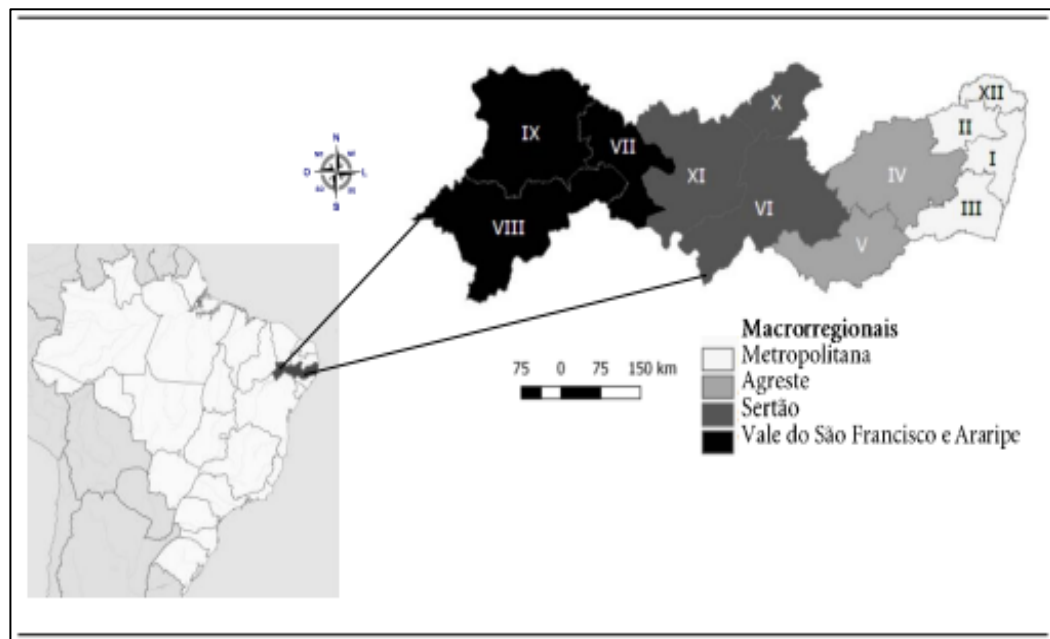 X
XII
IX
II
VII
I
XI
IV
N
D
L
S
VI
III
VIII
V
Macrorregionais
Metropolitana
Agreste
75 0 75 150 km
Sertão
Vale do São Francisco e Araripe